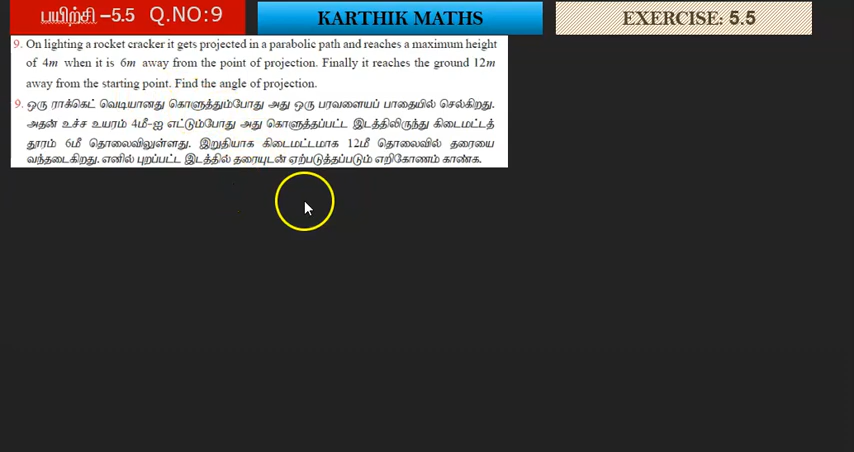 பயிற்சி –5.5 Q.NO:9
KARTHIK MATHS
EXERCISE: 5.5
9. On lighting a rocket cracker it gets projected in a parabolic path and reaches a maximum height
of 4m when it is 6m away from the point of projection. Finally it reaches the ground 12m
away from the starting point. Find the angle of projection.
9. ஒரு ராக்கெட் வெடியானது கொளுத்தும்போது அது ஒரு பரவளையப் பாதையில் செல்கிறது.
அதன் உச்ச உயரம் 4மீ-ஐ எட்டும்போது அது கொளுத்தப்பட்ட இடத்திலிருந்து கிடைமட்டத்
தூரம் 6மீ தொலைவிலுள்ளது. இறுதியாக கிடைமட்டமாக 12மீ தொலைவில் தரையை
வந்தடைகிறது. எனில் புறப்பட்ட இடத்தில் தரையுடன் ஏற்படுத்தப்படும் எறிகோணம் காண்க.